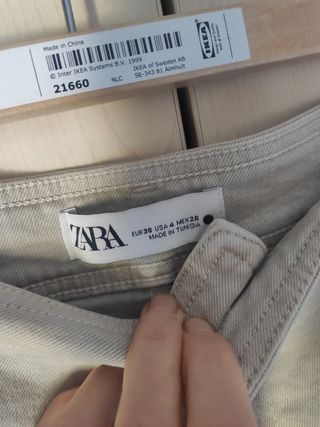 Made in China
© Inter IKEA Systems B.V. 1999
21660
NLC
IKEA of Sweden AB
SE-343 81 Älmhult
IKEA
ZARA
EUR 38 USA 4 MEX 28
MADE IN TUNISIA